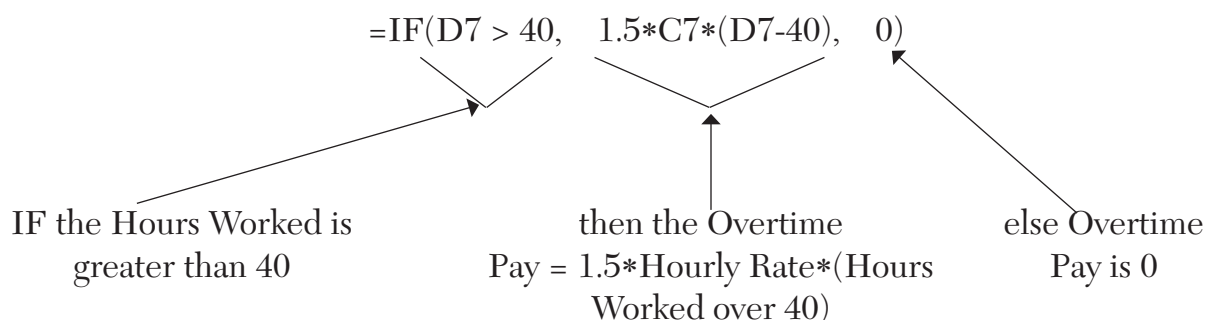 =IF(D7 > 40, 1.5*C7*(D7-40), 0)
IF the Hours Worked is
greater than 40
then the Overtime
Pay = 1.5*Hourly Rate*(Hours
Worked over 40)
else Overtime
Pay is 0